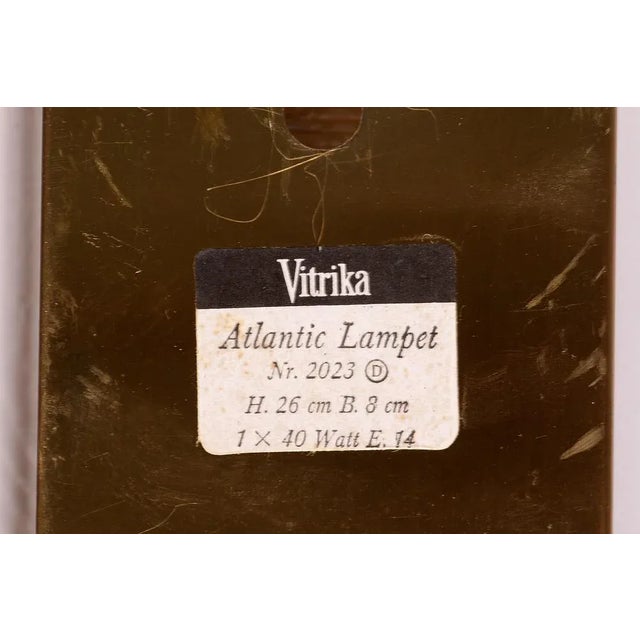 Vitrika
Atlantic Lampet
Nr. 2023 Ⓓ
H. 26 cm B. 8 cm
1 × 40 Watt E. 14